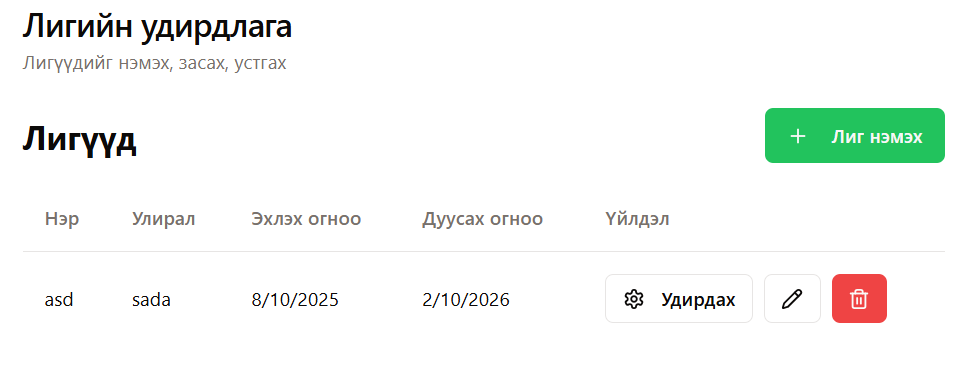 Лигийн удирдлага
Лигүүдийг нэмэх, засах, устгах
Лигүүд
Лиг нэмэх
Нэр Улирал Эхлэх огноо Дуусах огноо Үйлдэл
asd sada 8/10/2025 2/10/2026 Удирдах